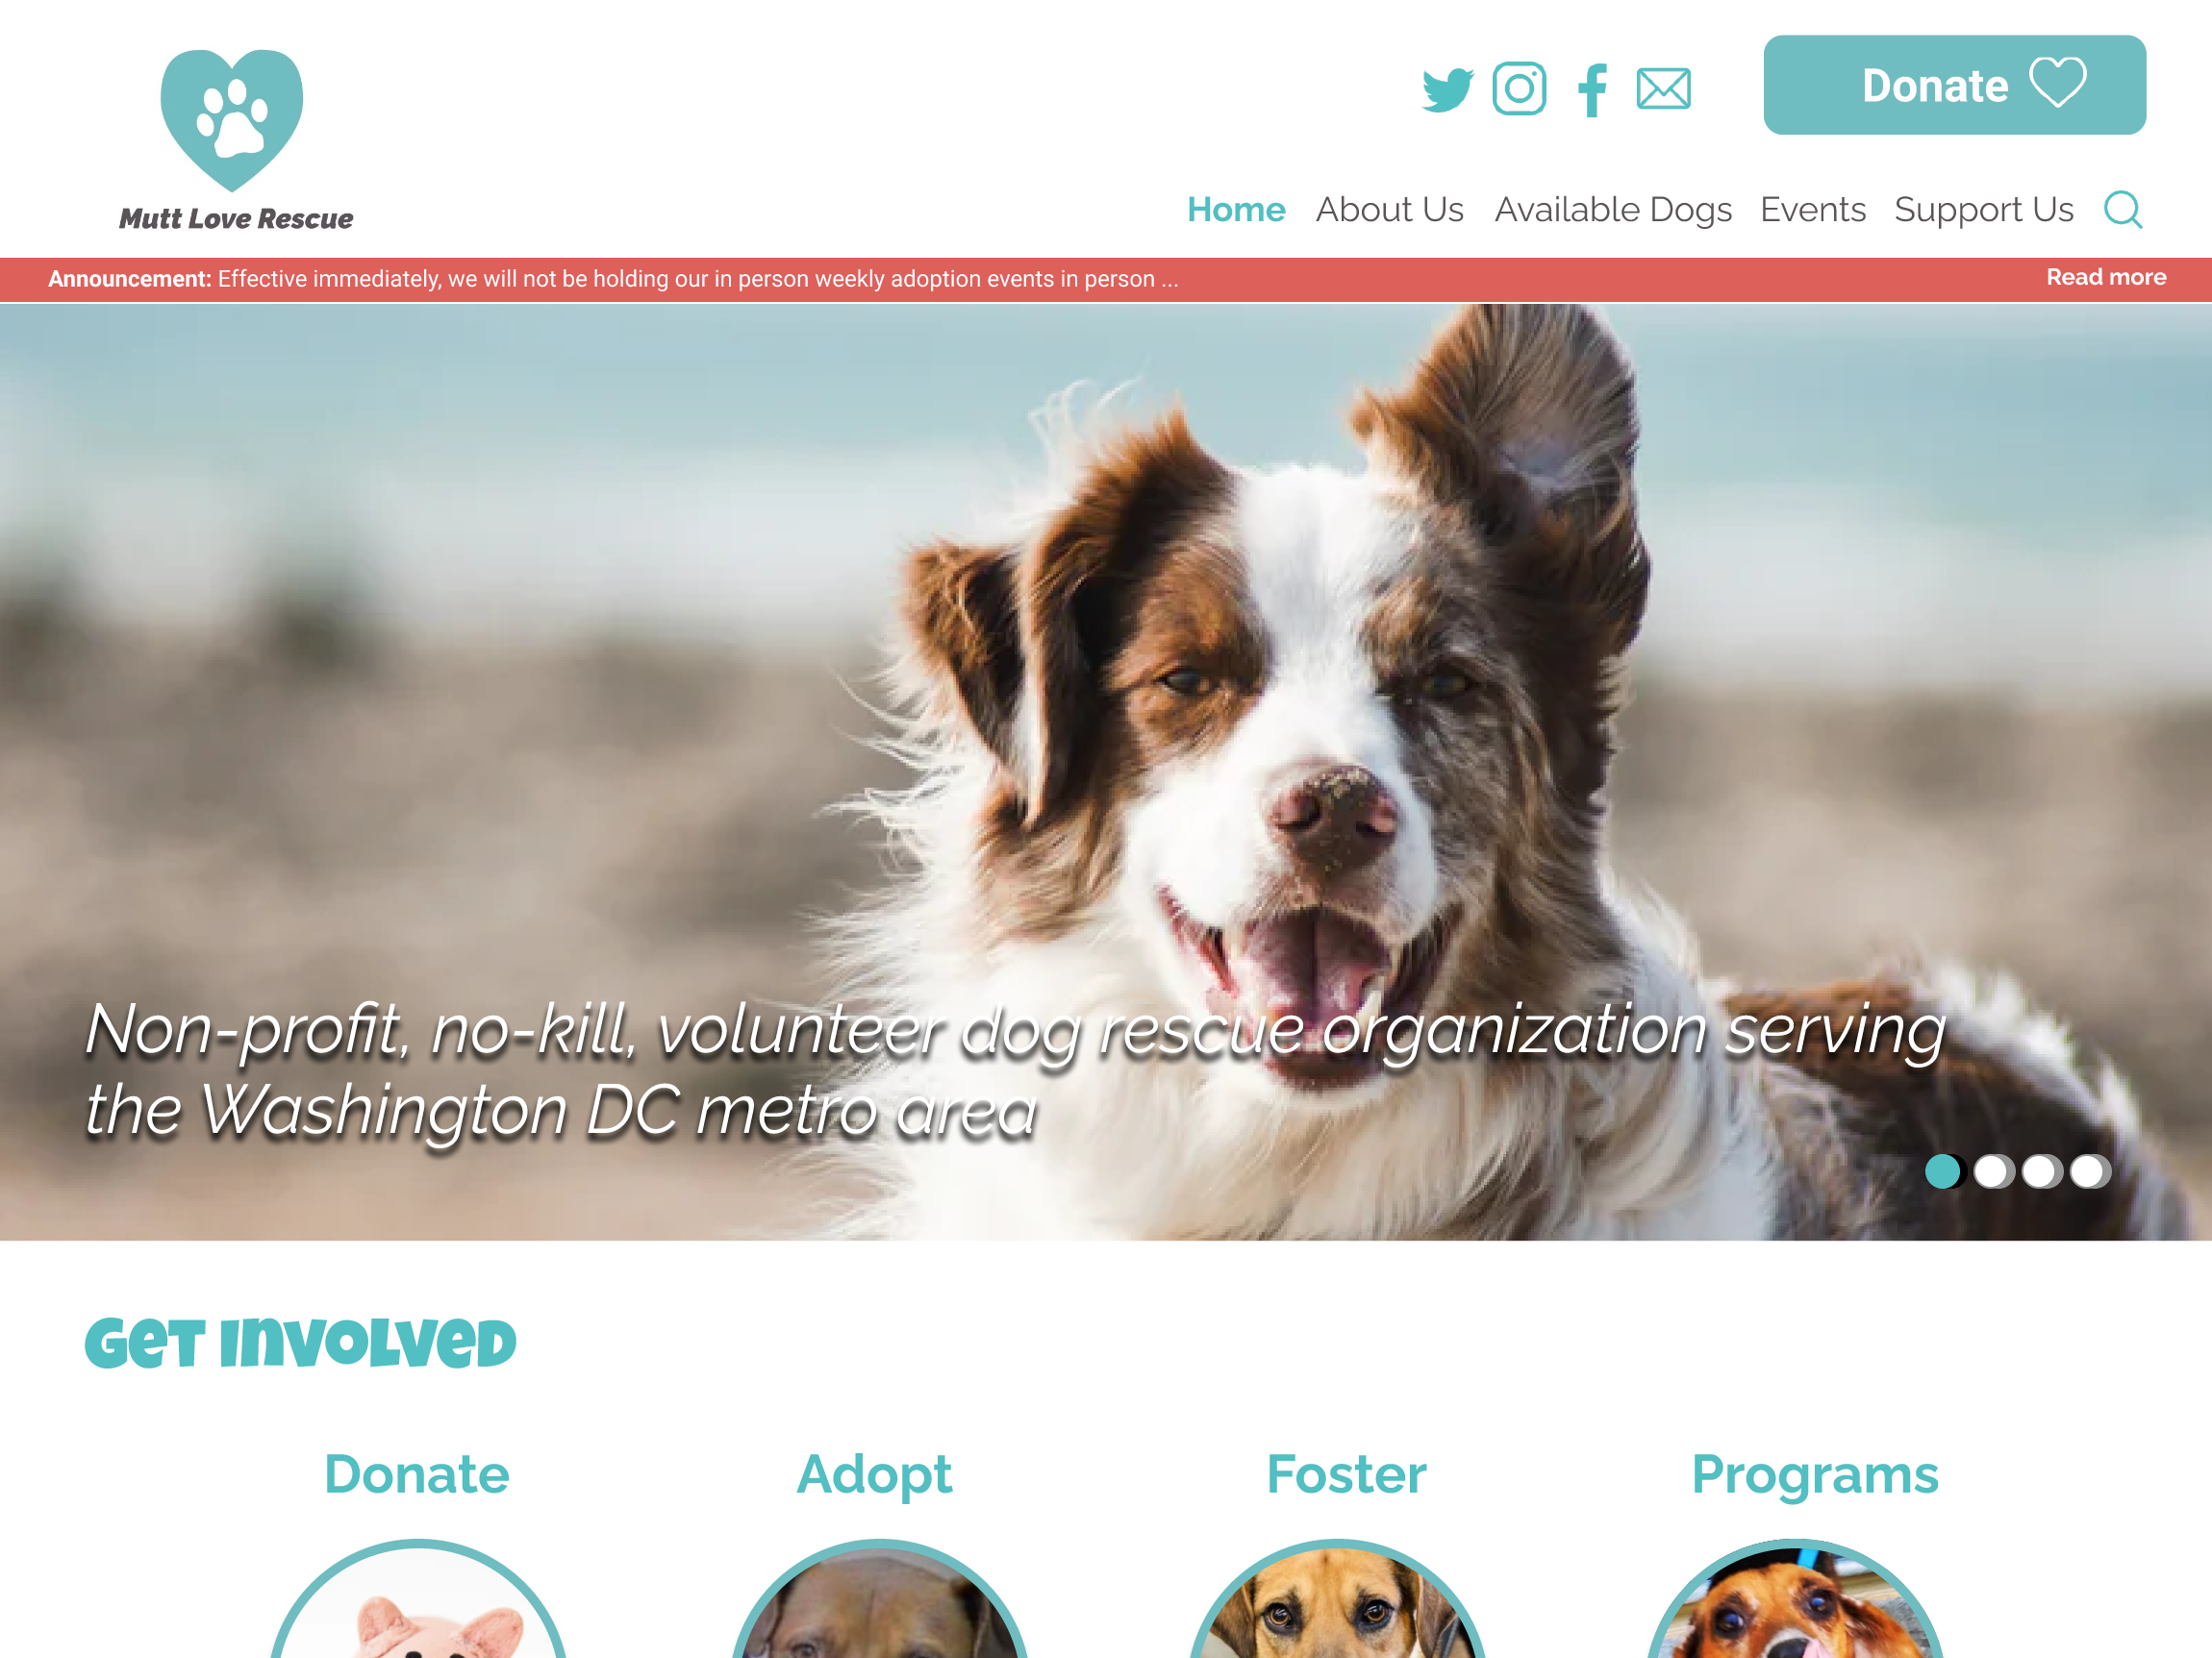 Donate
Mutt Love Rescue
Home About Us Available Dogs Events Support Us
Announcement: Effective immediately, we will not be holding our in person weekly adoption events in person ... Read more
Non-profit, no-kill, volunteer dog rescue organization serving
the Washington DC metro area
Get Involved
Donate Adopt Foster Programs